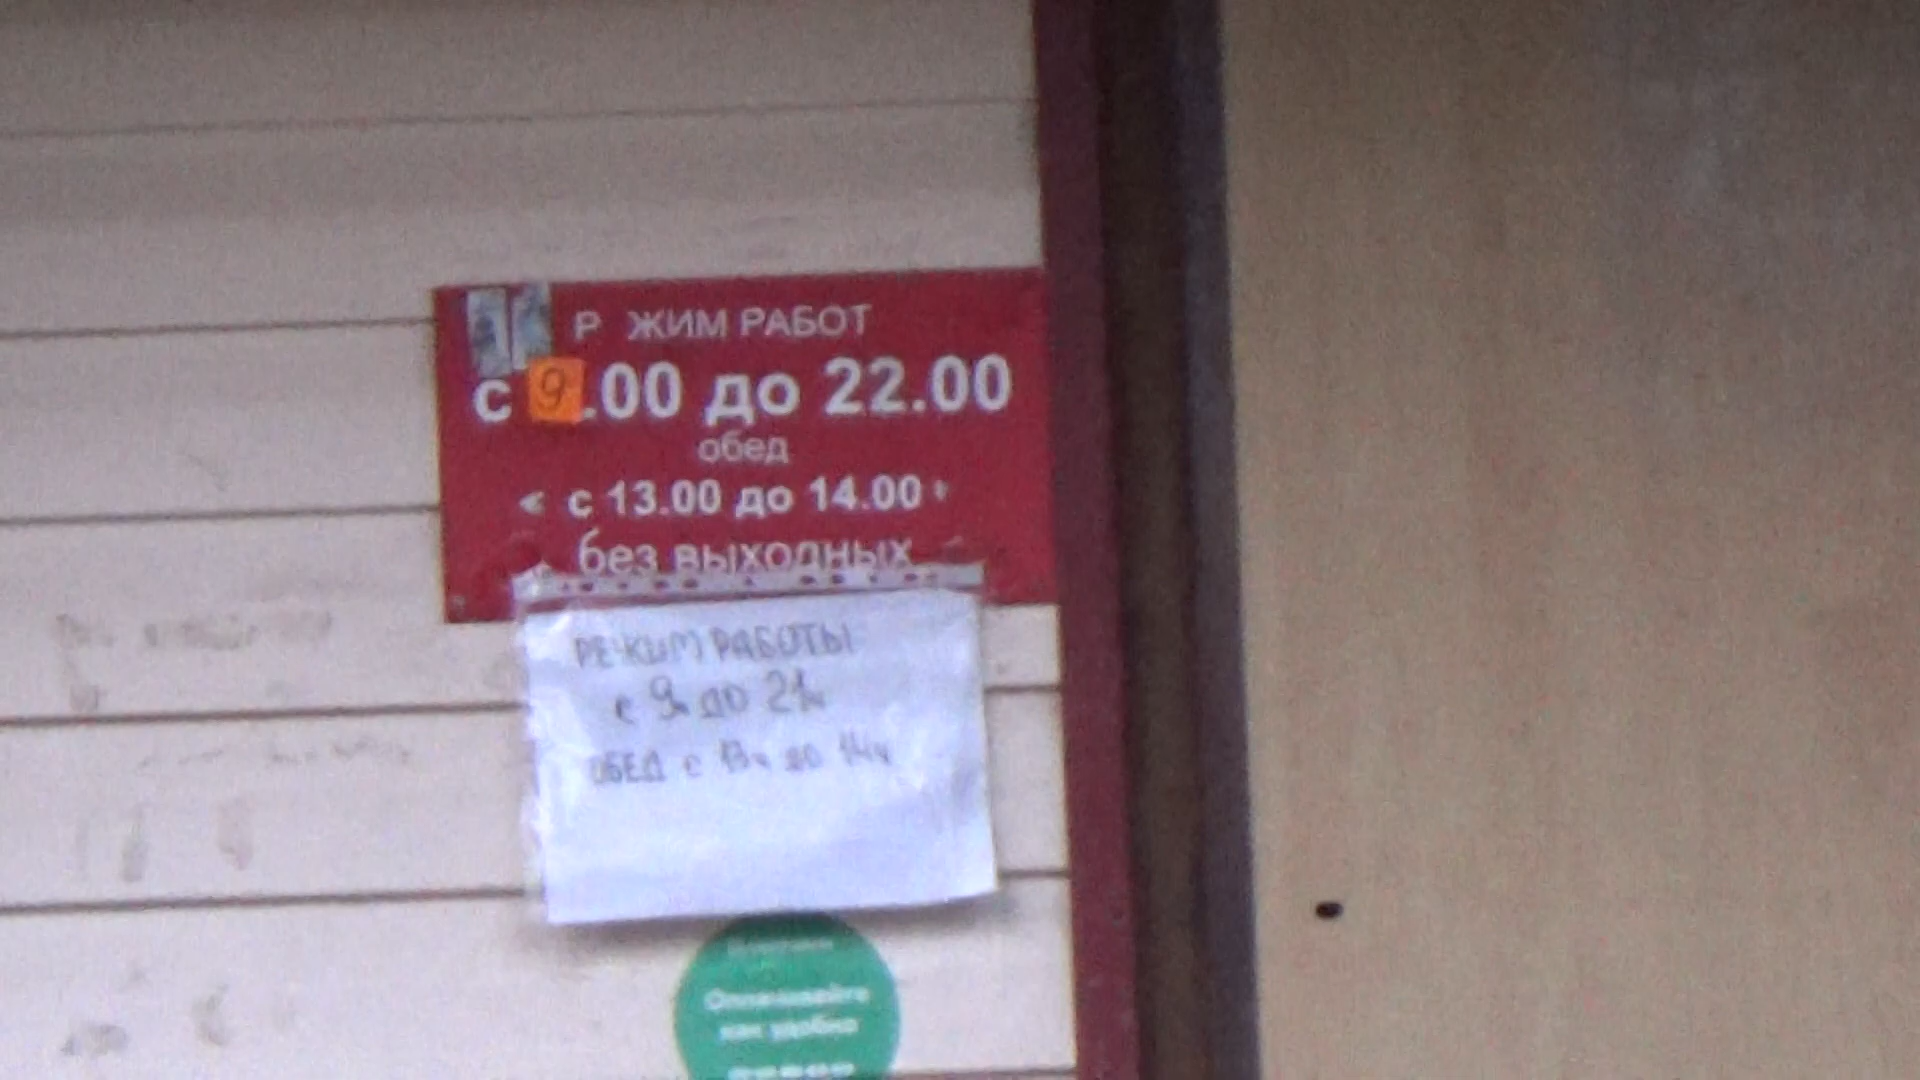 Р ЖИМ РАБОТ
с 9.00 до 22.00
обед
с 13.00 до 14.00
без выходных
РЕЖИМ РАБОТЫ
с 9ч до 21ч
ОБЕД с 13ч до 14ч
Оплачивайте
как удобно